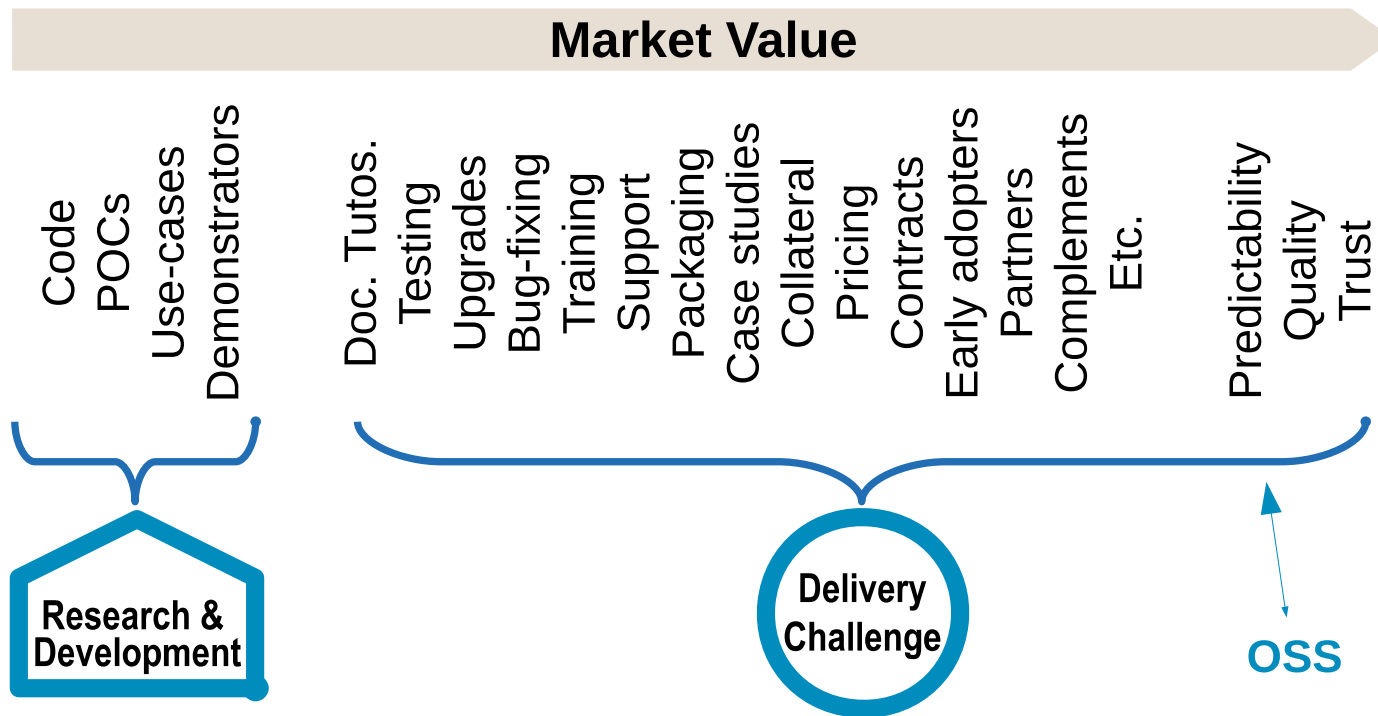 Market Value
Code
POCs
Use-cases
Demonstrators
Doc. Tutos.
Testing
Upgrades
Bug-fixing
Training
Support
Packaging
Case studies
Collateral
Pricing
Contracts
Early adopters
Partners
Complements
Etc.
Predictability
Quality
Trust
Research &
Development
Delivery
Challenge
OSS